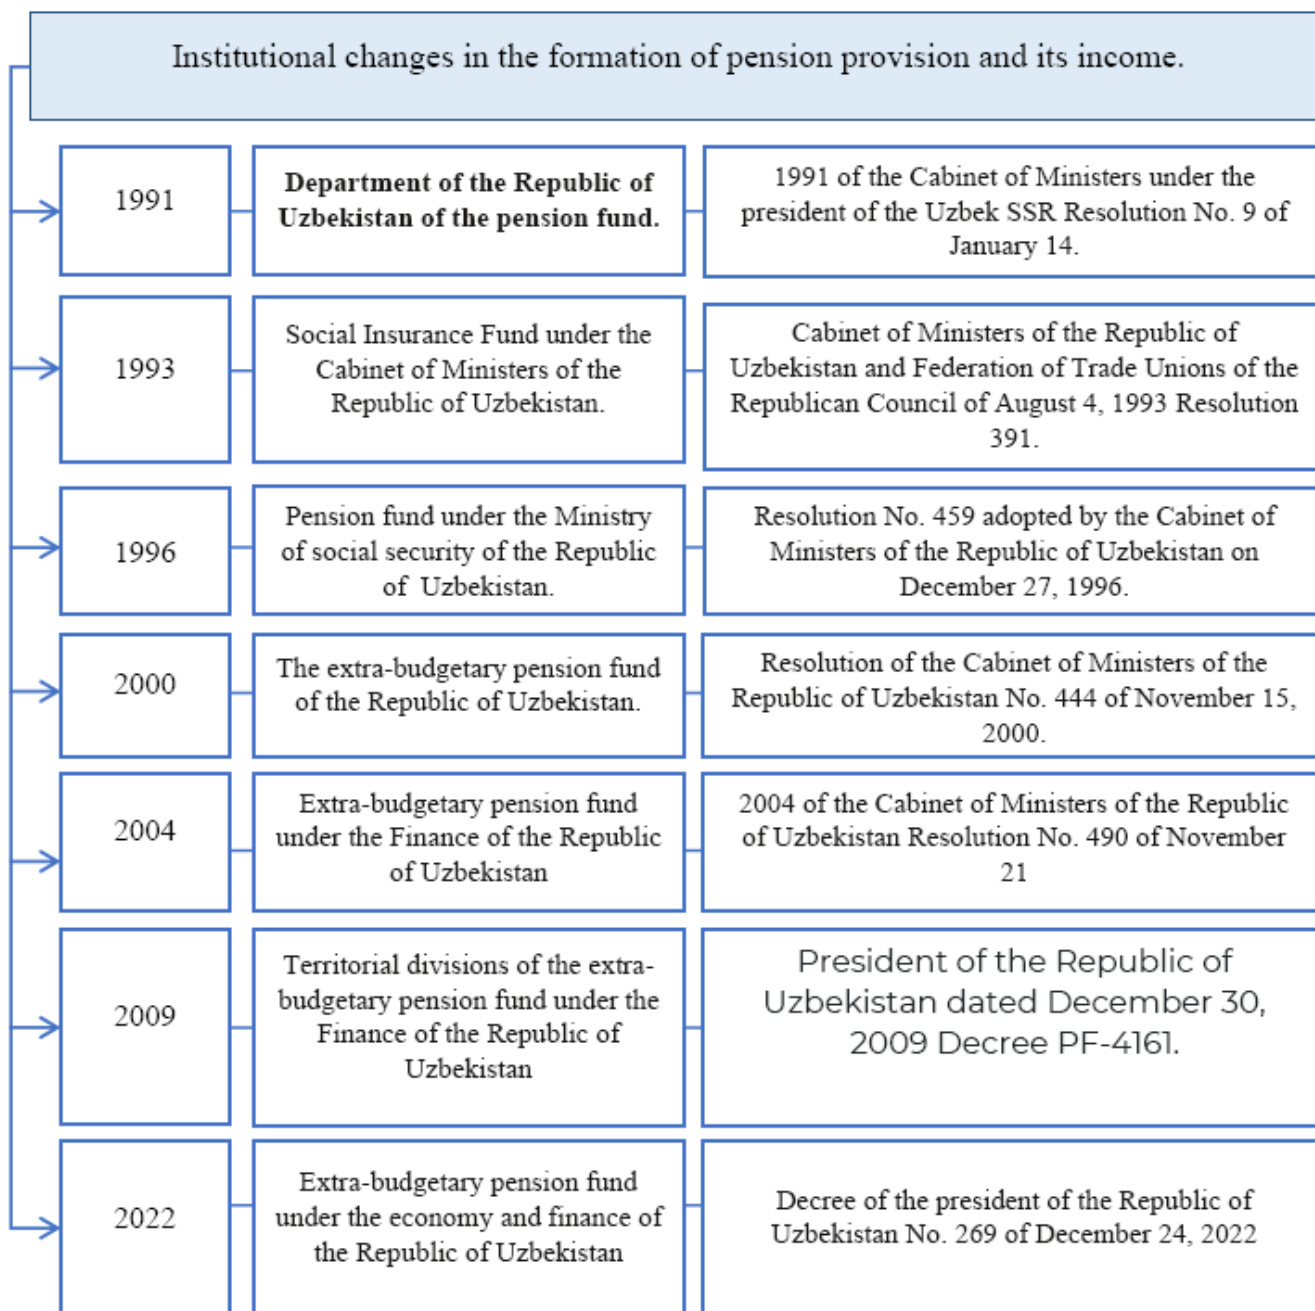 Institutional changes in the formation of pension provision and its income.
1991
Department of the Republic of
Uzbekistan of the pension fund.
1991 of the Cabinet of Ministers under the
president of the Uzbek SSR Resolution No. 9 of
January 14.
1993
Social Insurance Fund under the
Cabinet of Ministers of the
Republic of Uzbekistan.
Cabinet of Ministers of the Republic of
Uzbekistan and Federation of Trade Unions of the
Republican Council of August 4, 1993 Resolution
391.
1996
Pension fund under the Ministry
of social security of the Republic
of Uzbekistan.
Resolution No. 459 adopted by the Cabinet of
Ministers of the Republic of Uzbekistan on
December 27, 1996.
2000
The extra-budgetary pension fund
of the Republic of Uzbekistan.
Resolution of the Cabinet of Ministers of the
Republic of Uzbekistan No. 444 of November 15,
2000.
2004
Extra-budgetary pension fund
under the Finance of the Republic
of Uzbekistan
2004 of the Cabinet of Ministers of the Republic
of Uzbekistan Resolution No. 490 of November
21
2009
Territorial divisions of the extra-
budgetary pension fund under the
Finance of the Republic of
Uzbekistan
President of the Republic of
Uzbekistan dated December 30,
2009 Decree PF-4161.
2022
Extra-budgetary pension fund
under the economy and finance of
the Republic of Uzbekistan
Decree of the president of the Republic of
Uzbekistan No. 269 of December 24, 2022